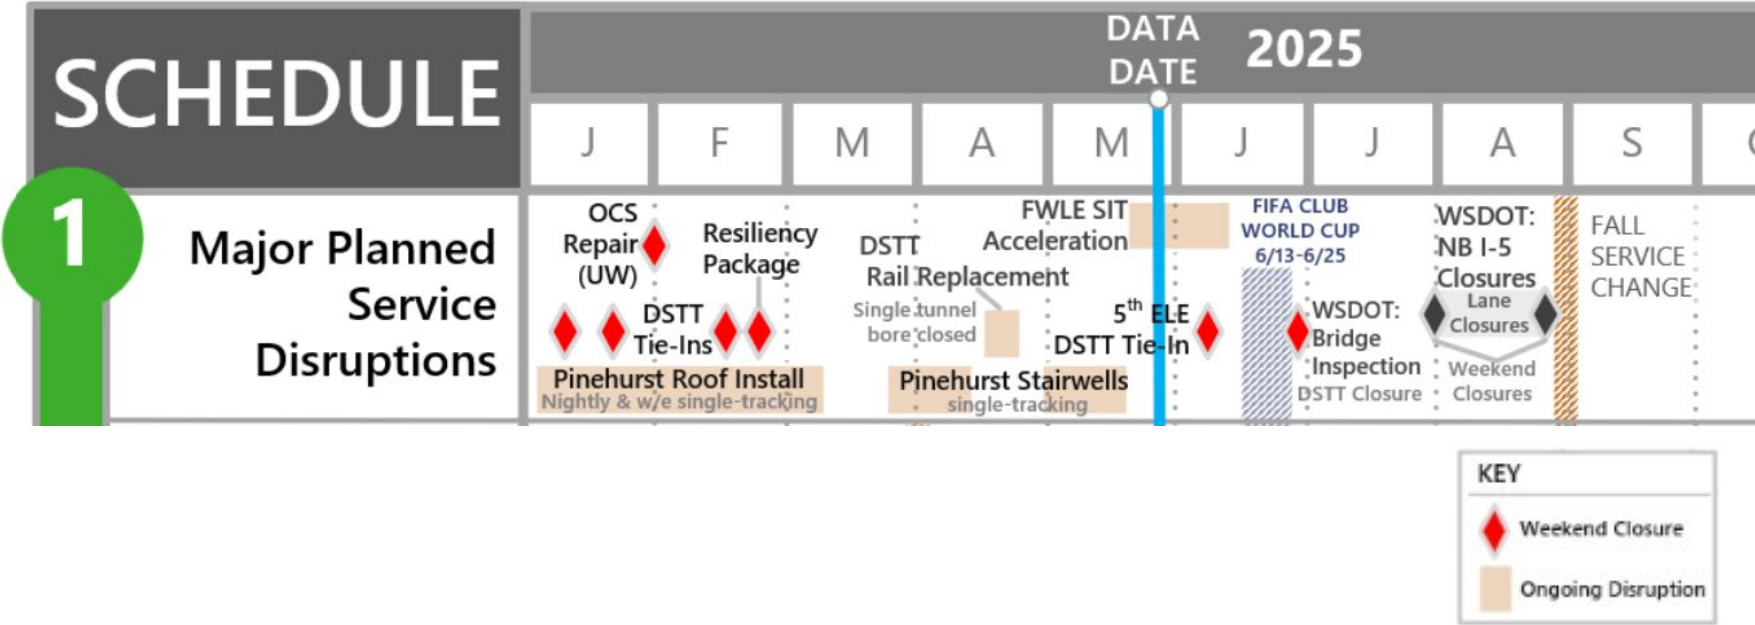 SCHEDULE
DATA
DATE
2025
J
F
M
A
M
J
J
A
S
1
Major Planned
Service
Disruptions
OCS
Repair
(UW)
DSTT
Tie-Ins
Resiliency
Package
Pinehurst Roof Install
Nightly & w/e single-tracking
DSTT
Rail Replacement
Single tunnel
bore closed
Pinehurst Stairwells
single-tracking
FWLE SIT
Acceleration
5th ELE
DSTT Tie-In
FIFA CLUB
WORLD CUP
6/13-6/25
WSDOT:
Bridge
Inspection
DSTT Closure
WSDOT:
NB I-5
Closures
Lane
Closures
Weekend
Closures
FALL
SERVICE
CHANGE
KEY
Weekend Closure
Ongoing Disruption